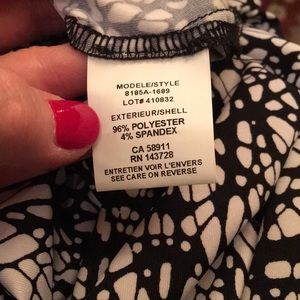 MODELE/STYLE
8185A-1689
LOT# 410832
EXTERIEUR/SHELL
96% POLYESTER
4% SPANDEX
CA 58911
RN 143728
ENTRETIEN VOIR L'ENVERS
SEE CARE ON REVERSE